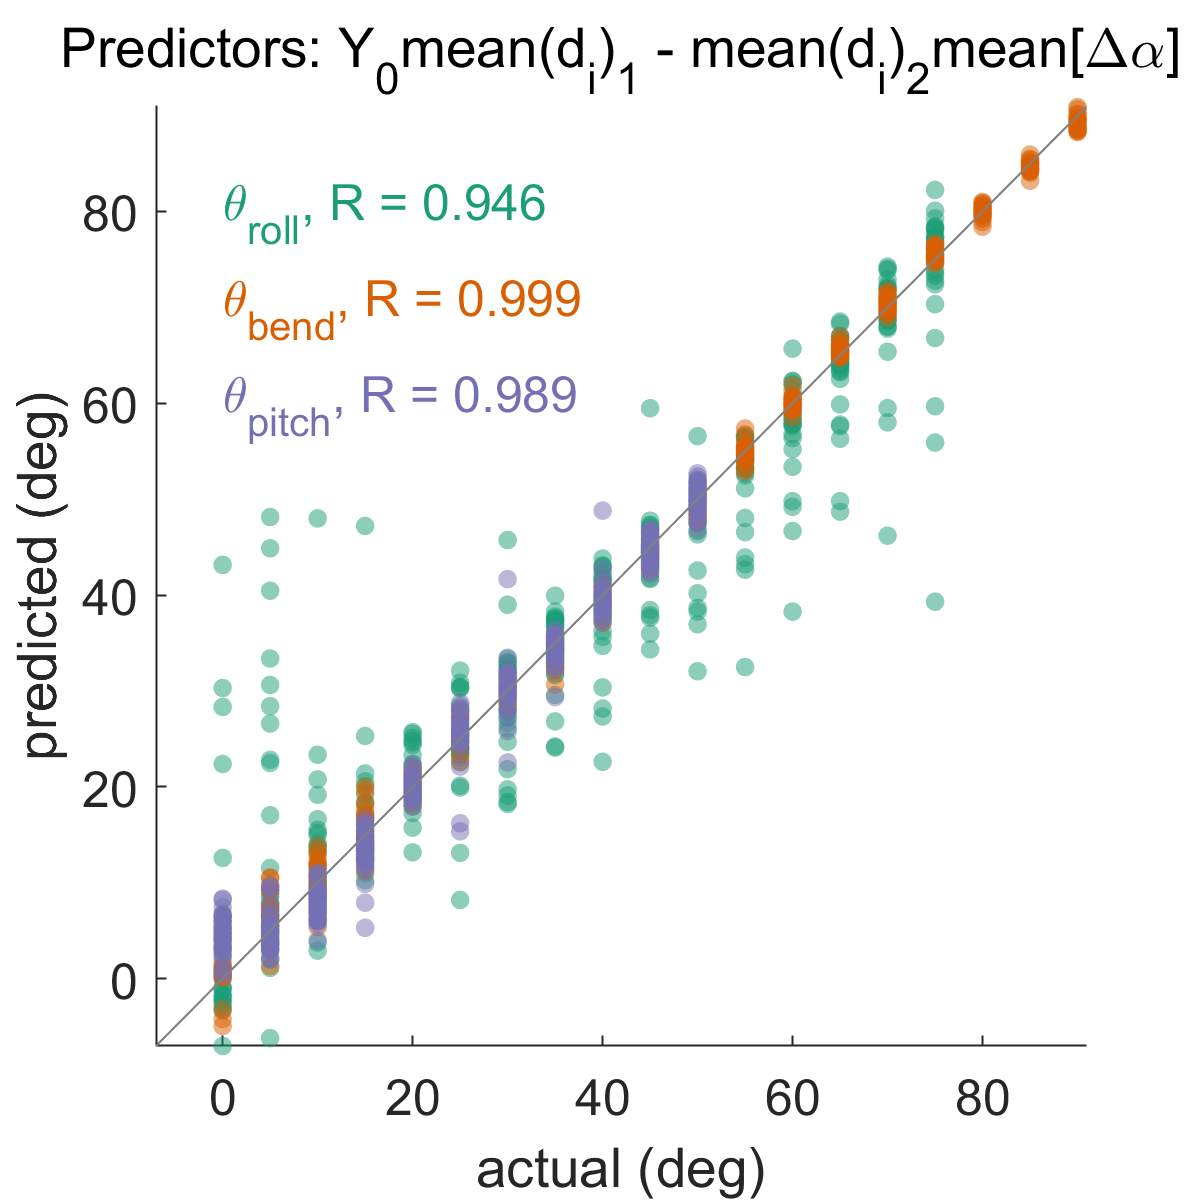 Predictors: Y₀mean(dᵢ)₁ - mean(dᵢ)₂mean[Δα]
θroll, R = 0.946
θbend, R = 0.999
θpitch, R = 0.989
predicted (deg)
80
60
40
20
0
0 20 40 60 80
actual (deg)